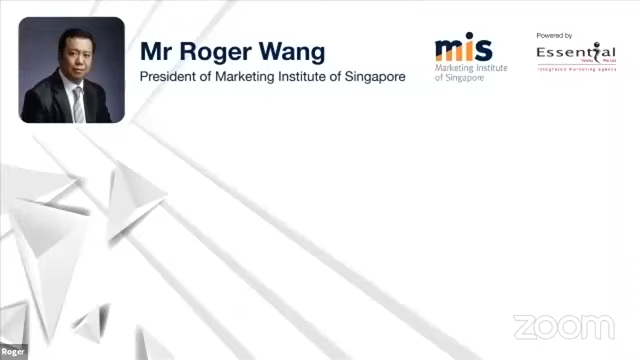 Mr Roger Wang
President of Marketing Institute of Singapore
mis
Marketing Institute
of Singapore
Powered by
Essential
Integrated marketing agency
zoom
Roger